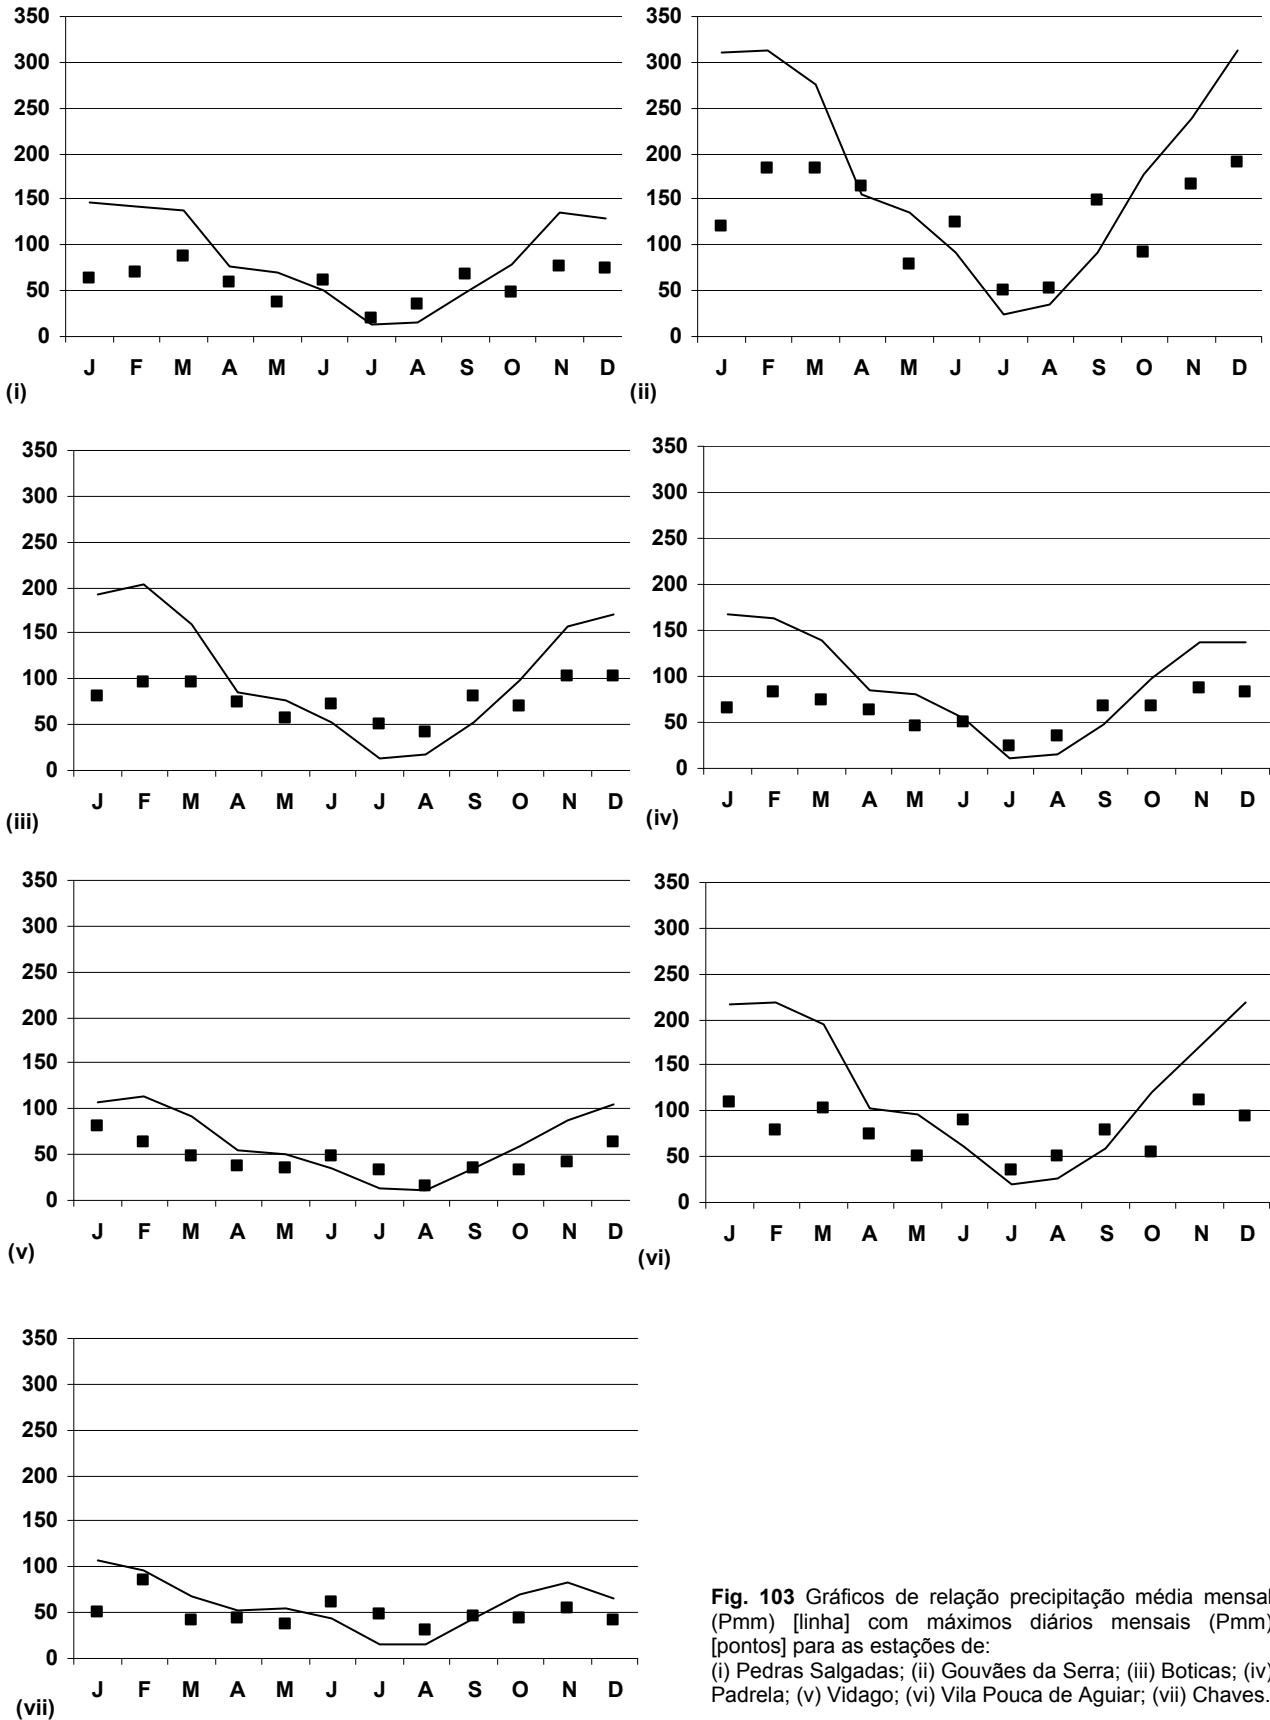 350
300
250
200
150
100
50
0
J F M A M J J A S O N D
(i)
350
300
250
200
150
100
50
0
J F M A M J J A S O N D
(ii)
350
300
250
200
150
100
50
0
J F M A M J J A S O N D
(iii)
350
300
250
200
150
100
50
0
J F M A M J J A S O N D
(iv)
350
300
250
200
150
100
50
0
J F M A M J J A S O N D
(v)
350
300
250
200
150
100
50
0
J F M A M J J A S O N D
(vi)
350
300
250
200
150
100
50
0
J F M A M J J A S O N D
(vii)
Fig. 103 Gráficos de relação precipitação média mensal
(Pmm) [linha] com máximos diários mensais (Pmm)
[pontos] para as estações de:
(i) Pedras Salgadas; (ii) Gouvães da Serra; (iii) Boticas; (iv)
Padrela; (v) Vidago; (vi) Vila Pouca de Aguiar; (vii) Chaves.